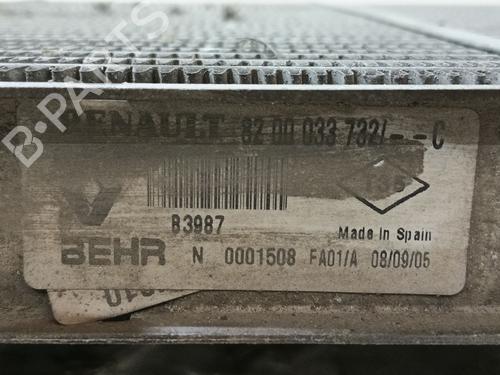 RENAULT 82 00 033 732/--C
B3987
Made in Spain
BEHR N 0001508 FA01/A 08/09/05
B-PARTS